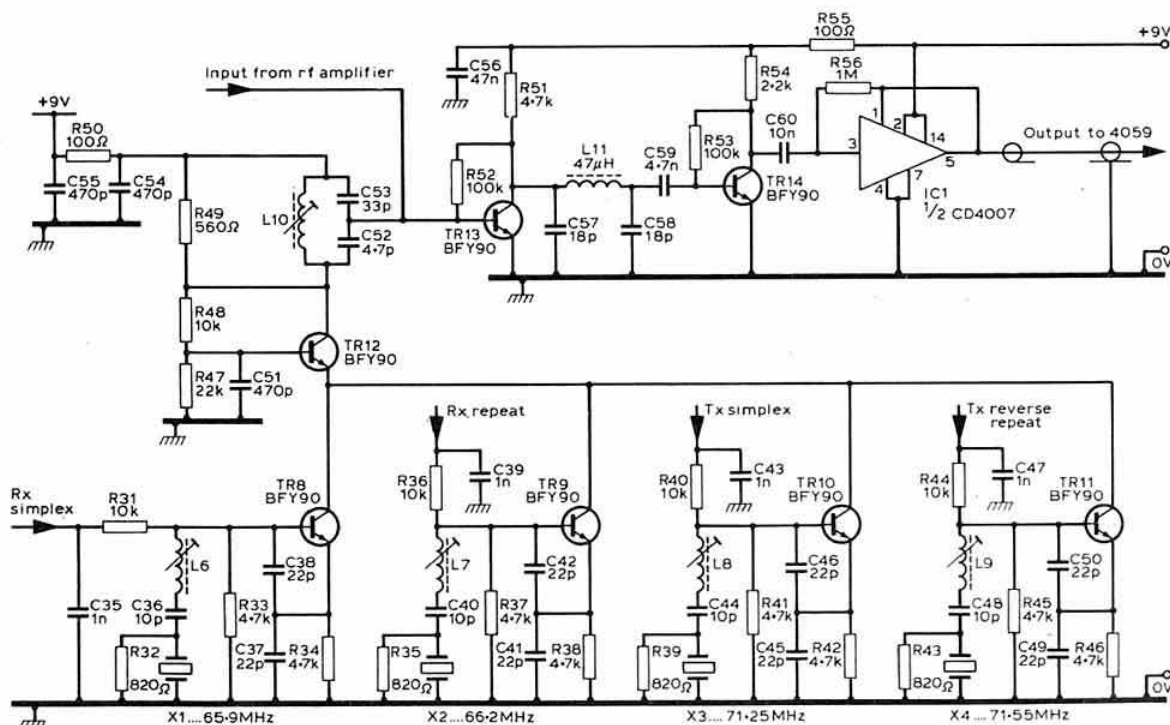 R55
100Ω
+9V
Input from rf amplifier
C56
47n
R51
4·7k
R54
2·2k
R56
1M
+9V
R50
100Ω
C60
10n
1
2
14
Output to 4059
L11
47µH
C59
4·7n
R53
100k
3
5
4
7
R52
100k
C55
470p
C54
470p
L10
C53
33p
TR14
BFY90
IC1
½ CD4007
R49
560Ω
C52
4·7p
TR13
BFY90
C57
18p
C58
18p
0V
R48
10k
TR12
BFY90
R47
22k
C51
470p
Rx repeat
Tx simplex
Tx reverse
repeat
Rx
simplex
R31
10k
TR8
BFY90
R36
10k
C39
1n
TR9
BFY90
R40
10k
C43
1n
TR10
BFY90
R44
10k
C47
1n
TR11
BFY90
L6
C38
22p
L7
C42
22p
L8
C46
22p
L9
C50
22p
C35
1n
C36
10p
R33
4·7k
C40
10p
R37
4·7k
C44
10p
R41
4·7k
C48
10p
R45
4·7k
R32
820Ω
C37
22p
R34
4·7k
R35
820Ω
C41
22p
R38
4·7k
R39
820Ω
C45
22p
R42
4·7k
R43
820Ω
C49
22p
R46
4·7k
0V
X1....65·9MHz
X2....66·2MHz
X3....71·25MHz
X4....71·55MHz